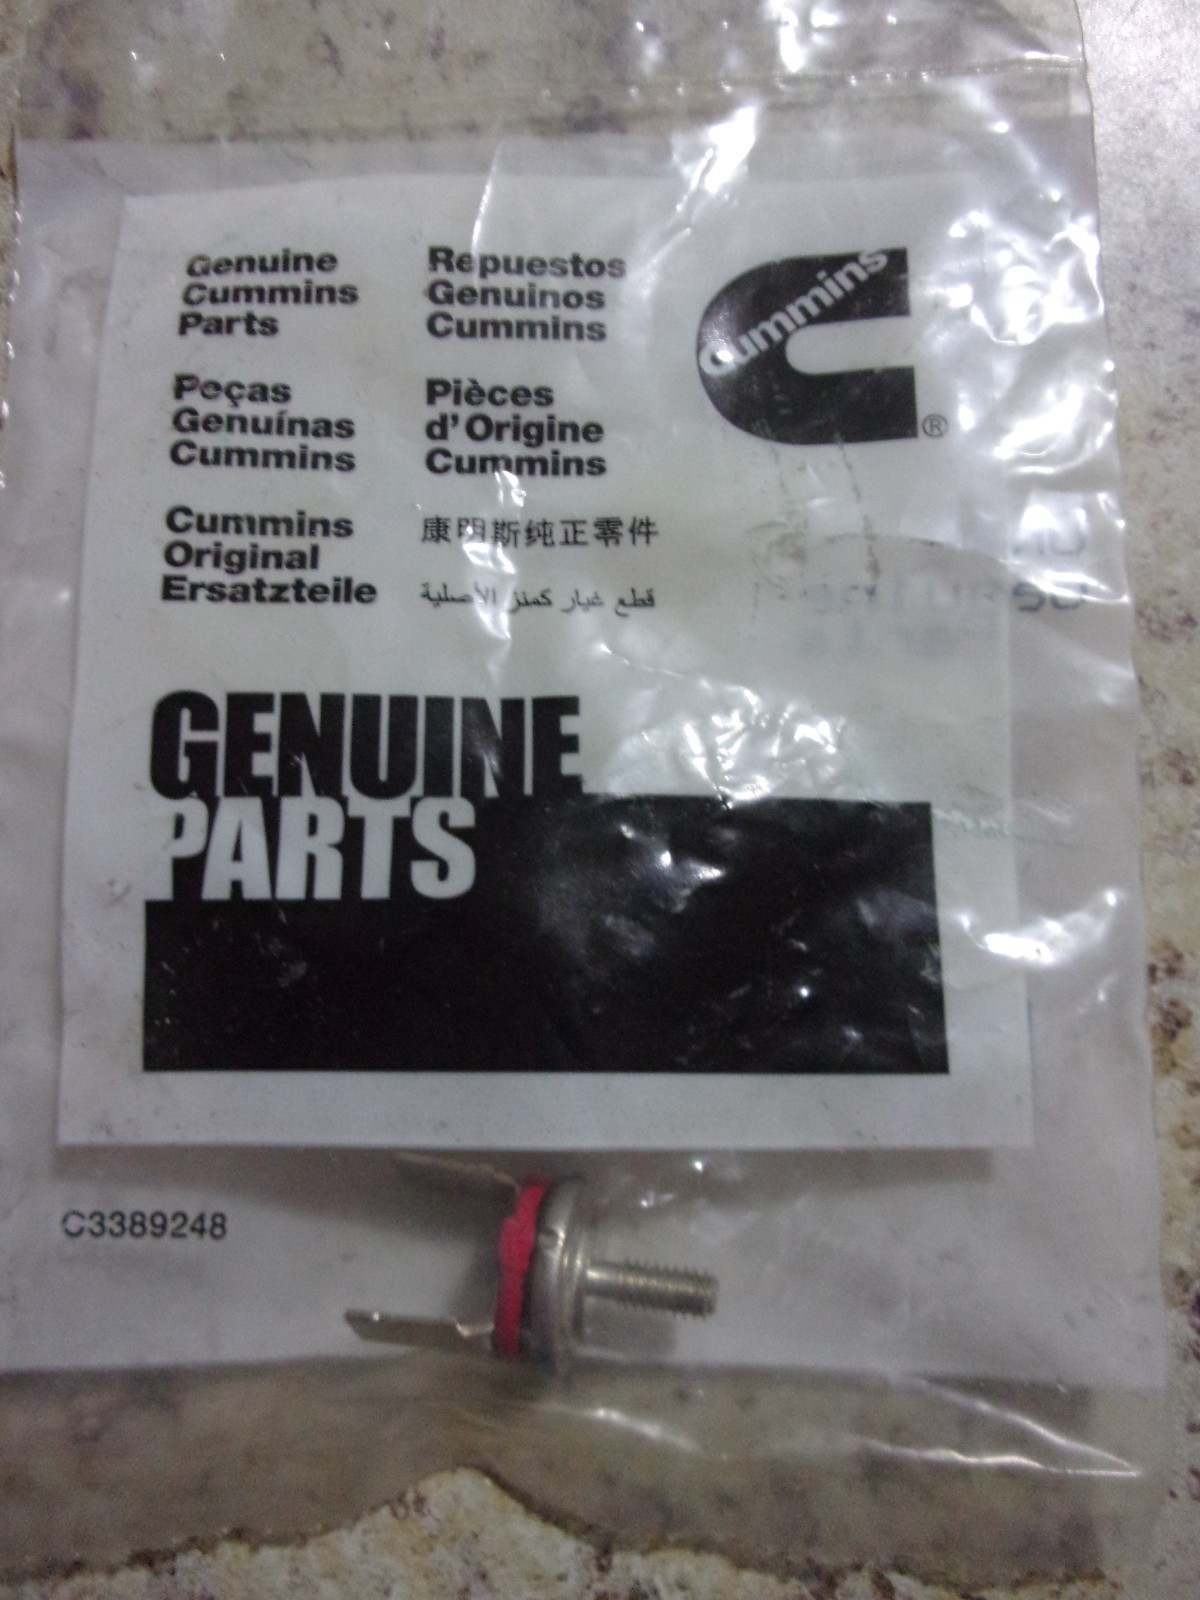 Genuine
Cummins
Parts
Repuestos
Genuinos
Cummins
Cummins
®
Peças
Genuínas
Cummins
Pièces
d'Origine
Cummins
Cummins
Original
Ersatzteile
康明斯纯正零件
قطع غيار كمنز الأصلية
GENUINE
PARTS
C3389248